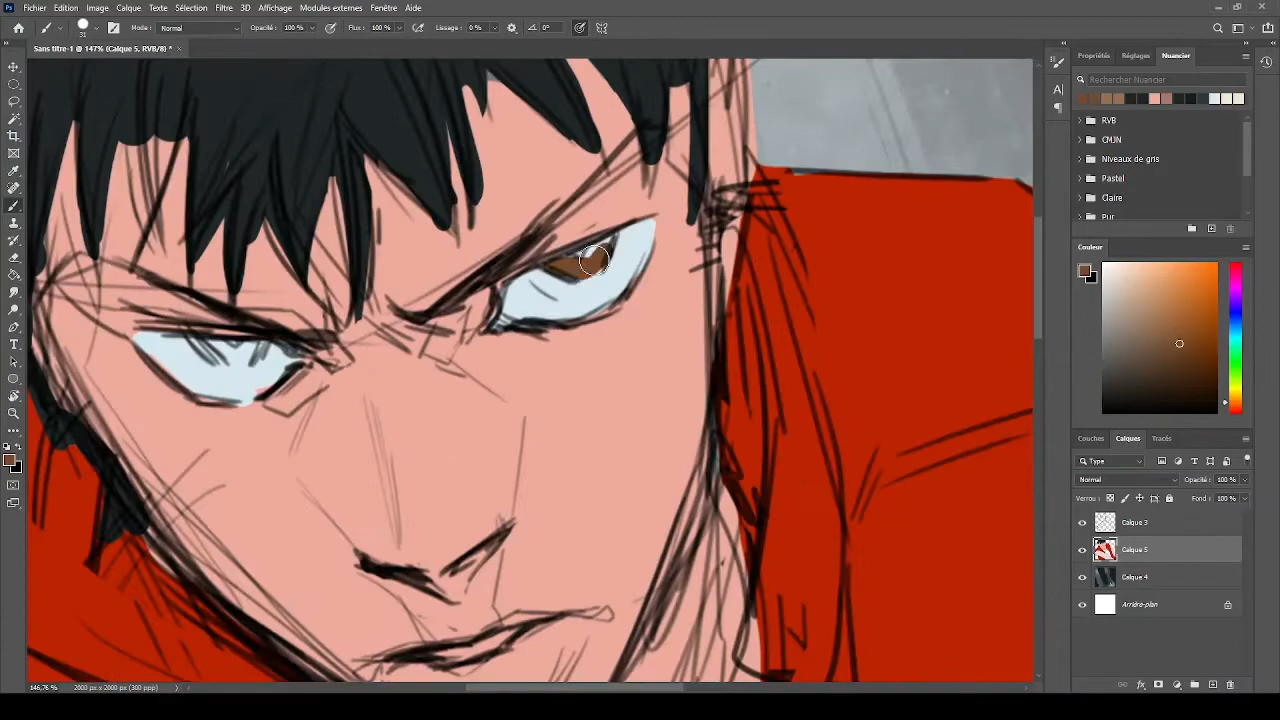 Fichier Edition Image Calque Texte Sélection Filtre 3D Affichage Modules externes Fenêtre Aide
31 Mode : Normal Opacité : 100 % Flux : 100 % Lissage : 0 % 0°
Sans titre-1 @ 147% (Calque 5, RVB/8) * ×
Propriétés Réglages Nuancier
Rechercher Nuancier
RVB
CMJN
Niveaux de gris
Pastel
Claire
Pur
Couleur
Couches Calques Tracés
Type
Normal Opacité : 100 %
Verrou : Fond : 100 %
Calque 3
Calque 5
Calque 4
Arrière-plan
146,76 % 2000 px x 2000 px (300 ppp)